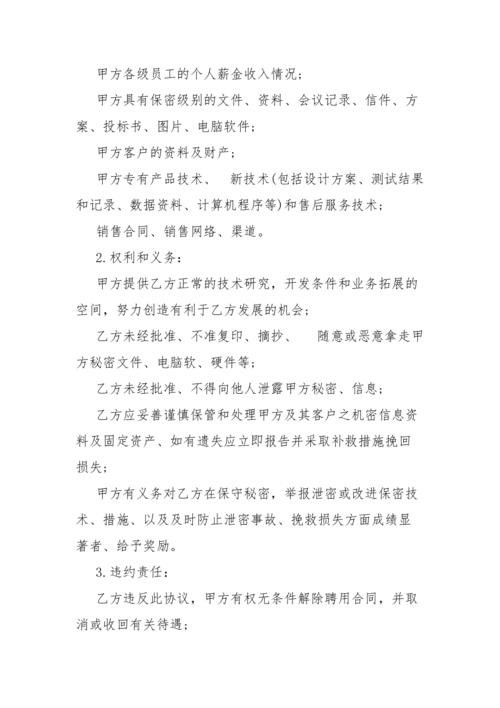 甲方各级员工的个人薪金收入情况;
甲方具有保密级别的文件、资料、会议记录、信件、方
案、投标书、图片、电脑软件;
甲方客户的资料及财产;
甲方专有产品技术、 新技术(包括设计方案、测试结果
和记录、数据资料、计算机程序等)和售后服务技术;
销售合同、销售网络、渠道。
2.权利和义务：
甲方提供乙方正常的技术研究，开发条件和业务拓展的
空间，努力创造有利于乙方发展的机会;
乙方未经批准、不准复印、摘抄、 随意或恶意拿走甲
方秘密文件、电脑软、硬件等;
乙方未经批准、不得向他人泄露甲方秘密、信息;
乙方应妥善谨慎保管和处理甲方及其客户之机密信息资
料及固定资产、如有遗失应立即报告并采取补救措施挽回
损失;
甲方有义务对乙方在保守秘密，举报泄密或改进保密技
术、措施、以及及时防止泄密事故、挽救损失方面成绩显
著者、给予奖励。
3.违约责任：
乙方违反此协议，甲方有权无条件解除聘用合同，并取
消或收回有关待遇;